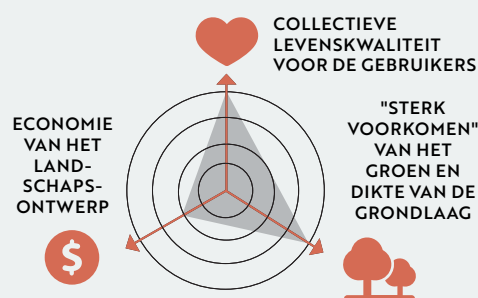 COLLECTIEVE
LEVENSKWALITEIT
VOOR DE GEBRUIKERS
ECONOMIE
VAN HET
LAND-
SCHAPS-
ONTWERP
"STERK
VOORKOMEN"
VAN HET
GROEN EN
DIKTE VAN DE
GRONDLAAG
$